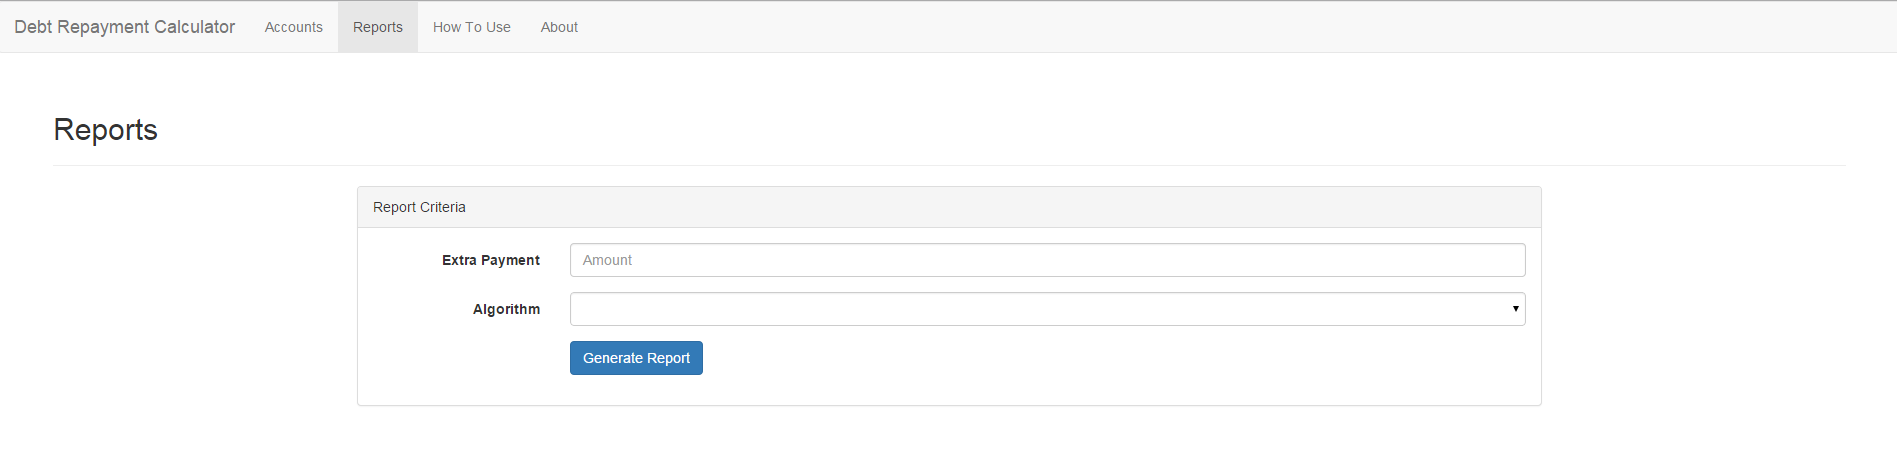 Debt Repayment Calculator Accounts Reports How To Use About
Reports
Report Criteria
Extra Payment Amount
Algorithm
Generate Report